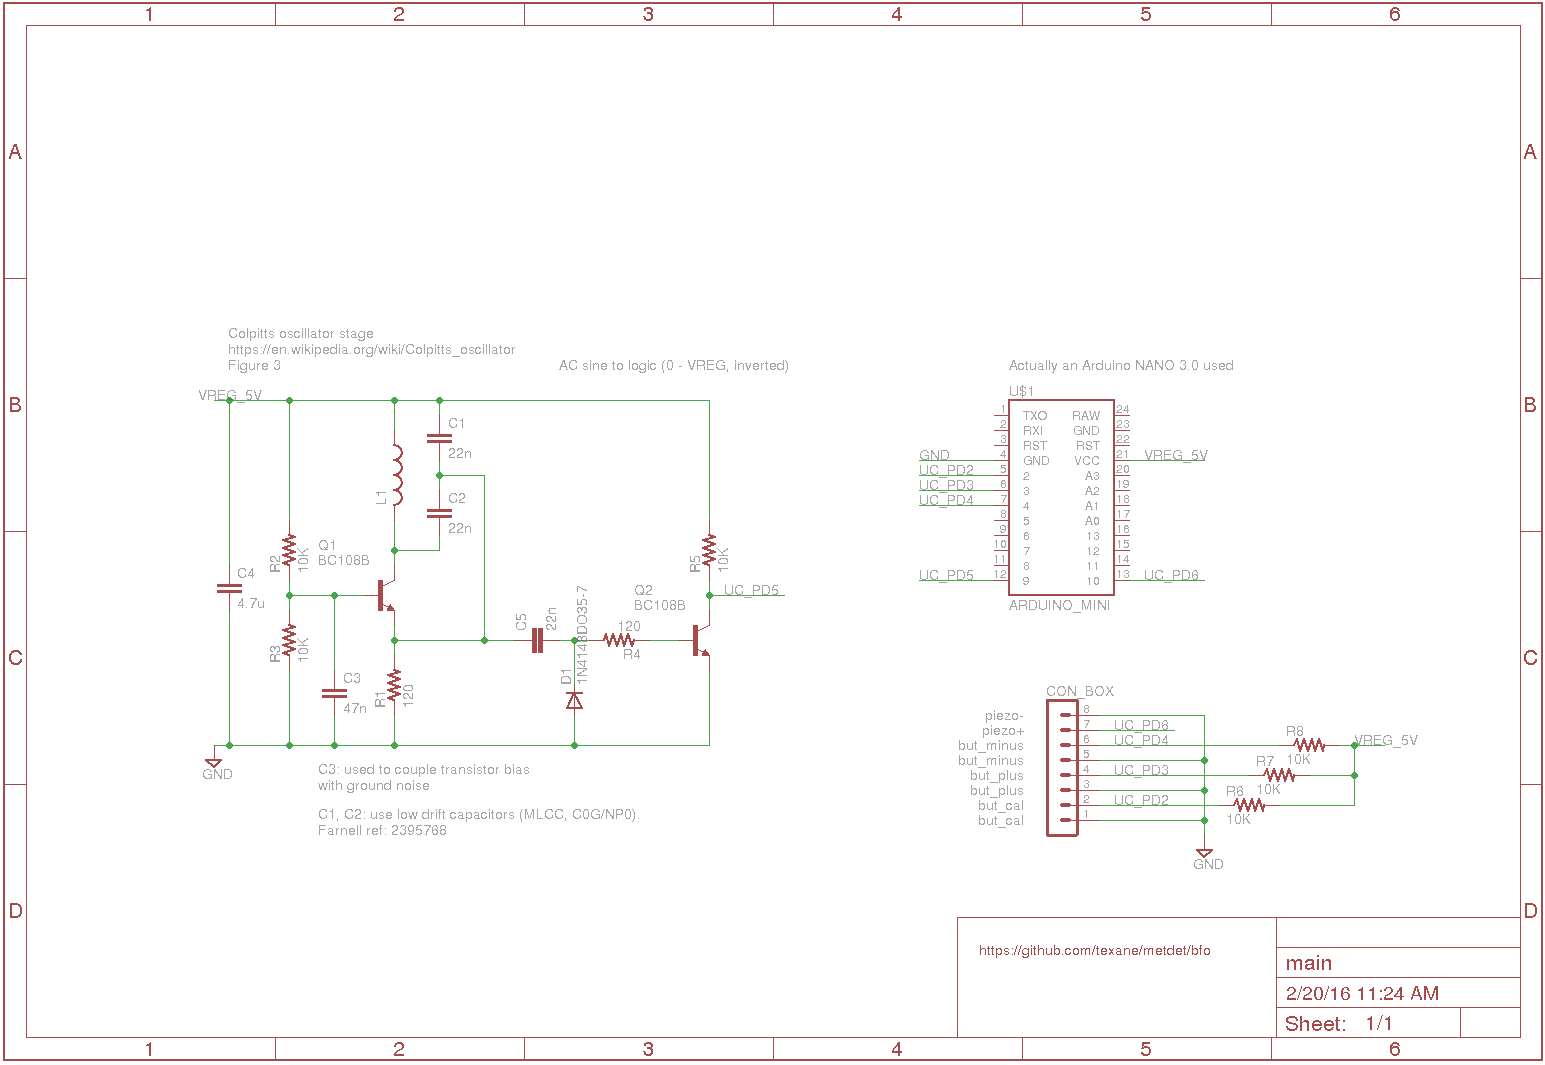 1 2 3 4 5 6
A A
B B
C C
D D
Colpitts oscillator stage
https://en.wikipedia.org/wiki/Colpitts_oscillator
Figure 3
AC sine to logic (0 - VREG, inverted)
VREG_5V
C1
22n
C2
22n
L1
R2
10K
Q1
BC108B
C4
4.7u
R3
10K
C3
47n
R1
120
C5
22n
D1
1N4148DO35-7
120
R4
Q2
BC108B
R5
10K
UC_PD5
GND
C3: used to couple transistor bias
with ground noise
C1, C2: use low drift capacitors (MLCC, C0G/NP0).
Farnell ref: 2395768
Actually an Arduino NANO 3.0 used
U$1
1 TXO RAW 24
2 RXI GND 23
3 RST RST 22
GND 4 GND VCC 21 VREG_5V
UC_PD2 5 2 A3 20
UC_PD3 6 3 A2 19
UC_PD4 7 4 A1 18
8 5 A0 17
9 6 13 16
10 7 12 15
11 8 11 14
UC_PD5 12 9 10 13 UC_PD6
ARDUINO_MINI
CON_BOX
piezo- 8
piezo+ 7 UC_PD6
but_minus 6 UC_PD4 R8 10K VREG_5V
but_minus 5
but_plus 4 UC_PD3 R7 10K
but_plus 3
but_cal 2 UC_PD2 R6 10K
but_cal 1
GND
https://github.com/texane/metdet/bfo
main
2/20/16 11:24 AM
Sheet: 1/1
1 2 3 4 5 6